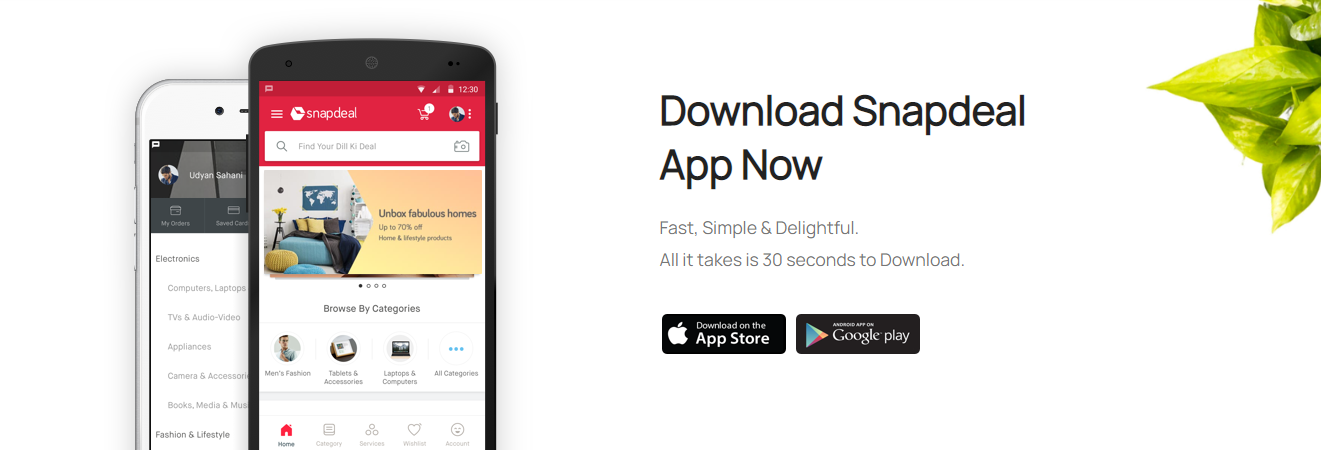 Udyan Sahani
My Orders
Saved Card
Electronics
Computers, Laptops
TVs & Audio-Video
Appliances
Camera & Accessorie
Books, Media & Mus
Fashion & Lifestyle
12:30
snapdeal
1
Find Your Dill Ki Deal
Unbox fabulous homes
Up to 70% off
Home & lifestyle products
Browse By Categories
Men's Fashion
Tablets &
Accessories
Laptops &
Computers
All Categories
Home
Category
Services
Wishlist
Account
Download Snapdeal
App Now
Fast, Simple & Delightful.
All it takes is 30 seconds to Download.
Download on the
App Store
ANDROID APP ON
Google play